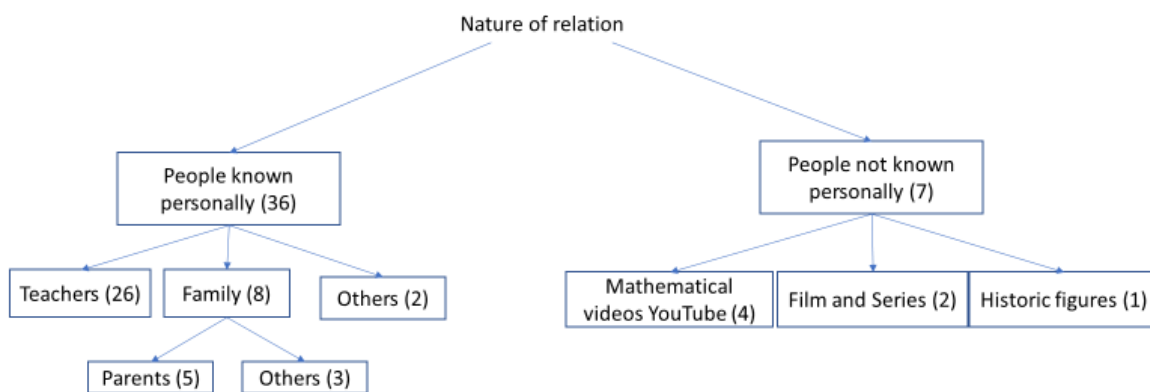 Nature of relation
People known
personally (36)
People not known
personally (7)
Teachers (26)
Family (8)
Others (2)
Mathematical
videos YouTube (4)
Film and Series (2)
Historic figures (1)
Parents (5)
Others (3)